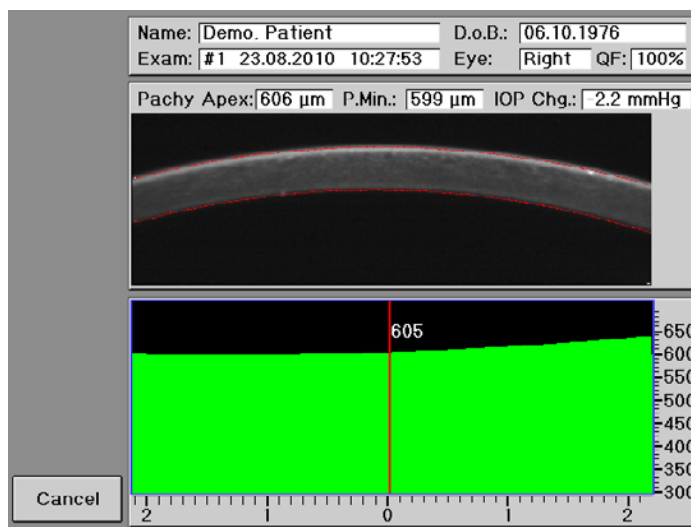 Name: Demo. Patient D.o.B.: 06.10.1976
Exam: #1 23.08.2010 10:27:53 Eye: Right QF: 100%
Pachy Apex: 606 µm P.Min.: 599 µm IOP Chg.: -2.2 mmHg
605
650
600
550
500
450
400
350
300
Cancel
2 1 0 1 2